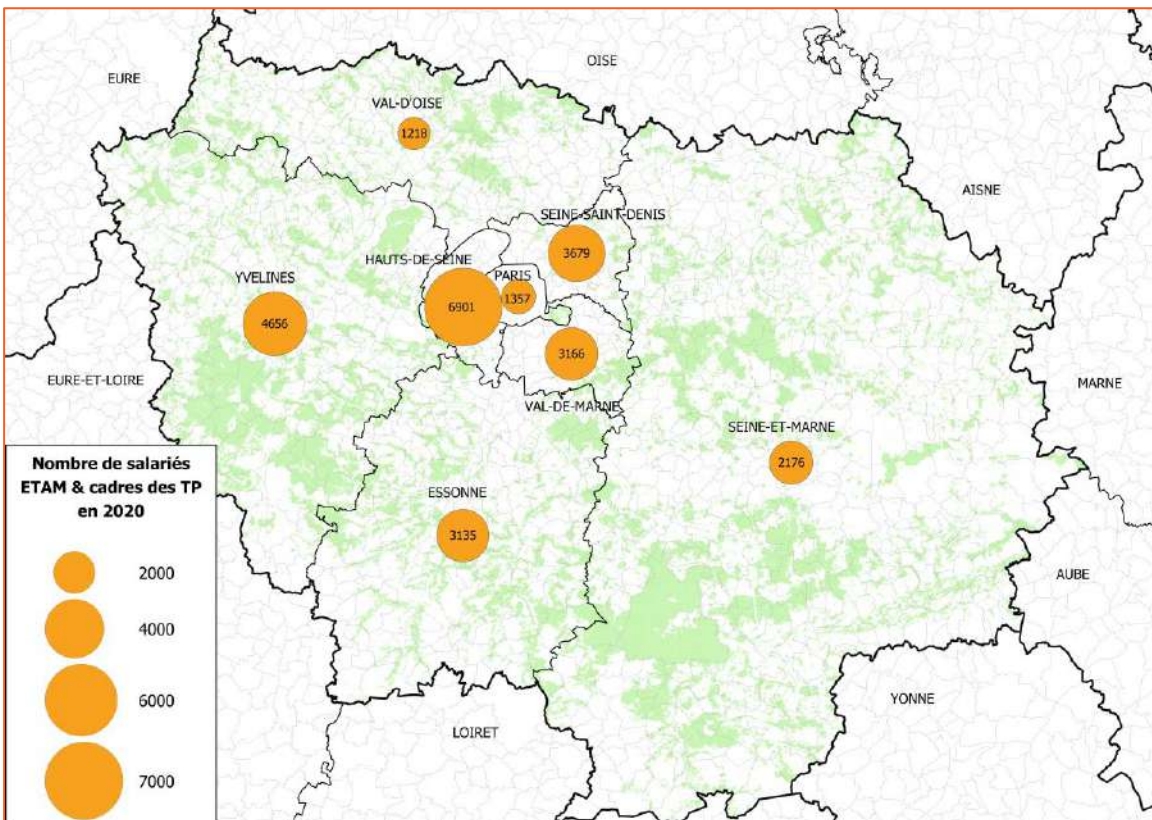 OISE
EURE
VAL-D'OISE
1218
AISNE
SEINE-SAINT-DENIS
3679
HAUTS-DE-SEINE
PARIS
YVELINES
1357
6901
4656
3166
EURE-ET-LOIRE
MARNE
VAL-DE-MARNE
SEINE-ET-MARNE
2176
Nombre de salariés
ETAM & cadres des TP
en 2020
ESSONNE
3135
2000
AUBE
4000
6000
YONNE
LOIRET
7000